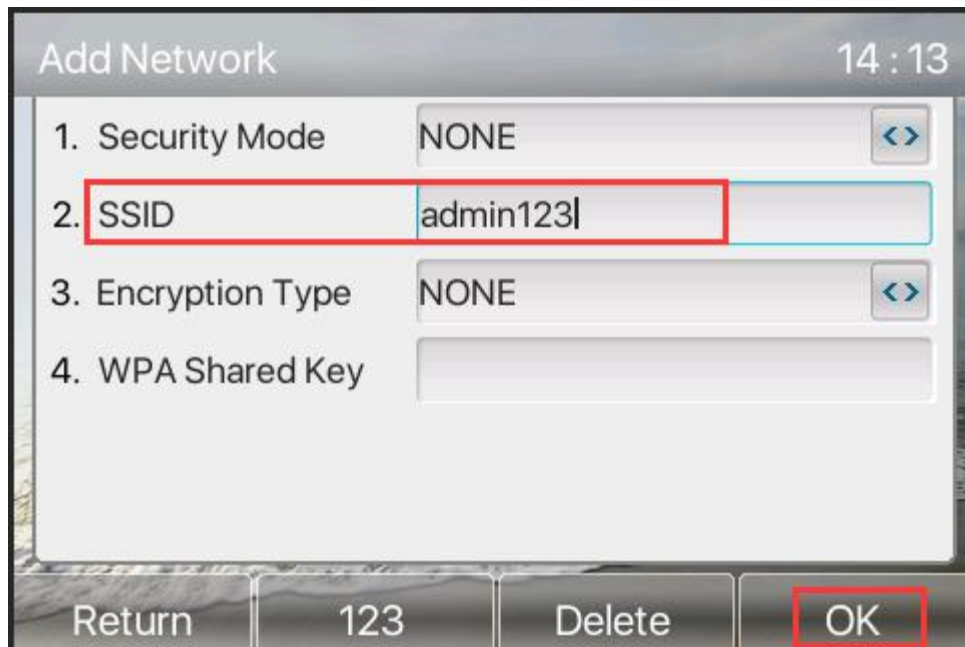 Add Network 14 : 13
1. Security Mode NONE <>
2. SSID admin123
3. Encryption Type NONE <>
4. WPA Shared Key
Return 123 Delete OK